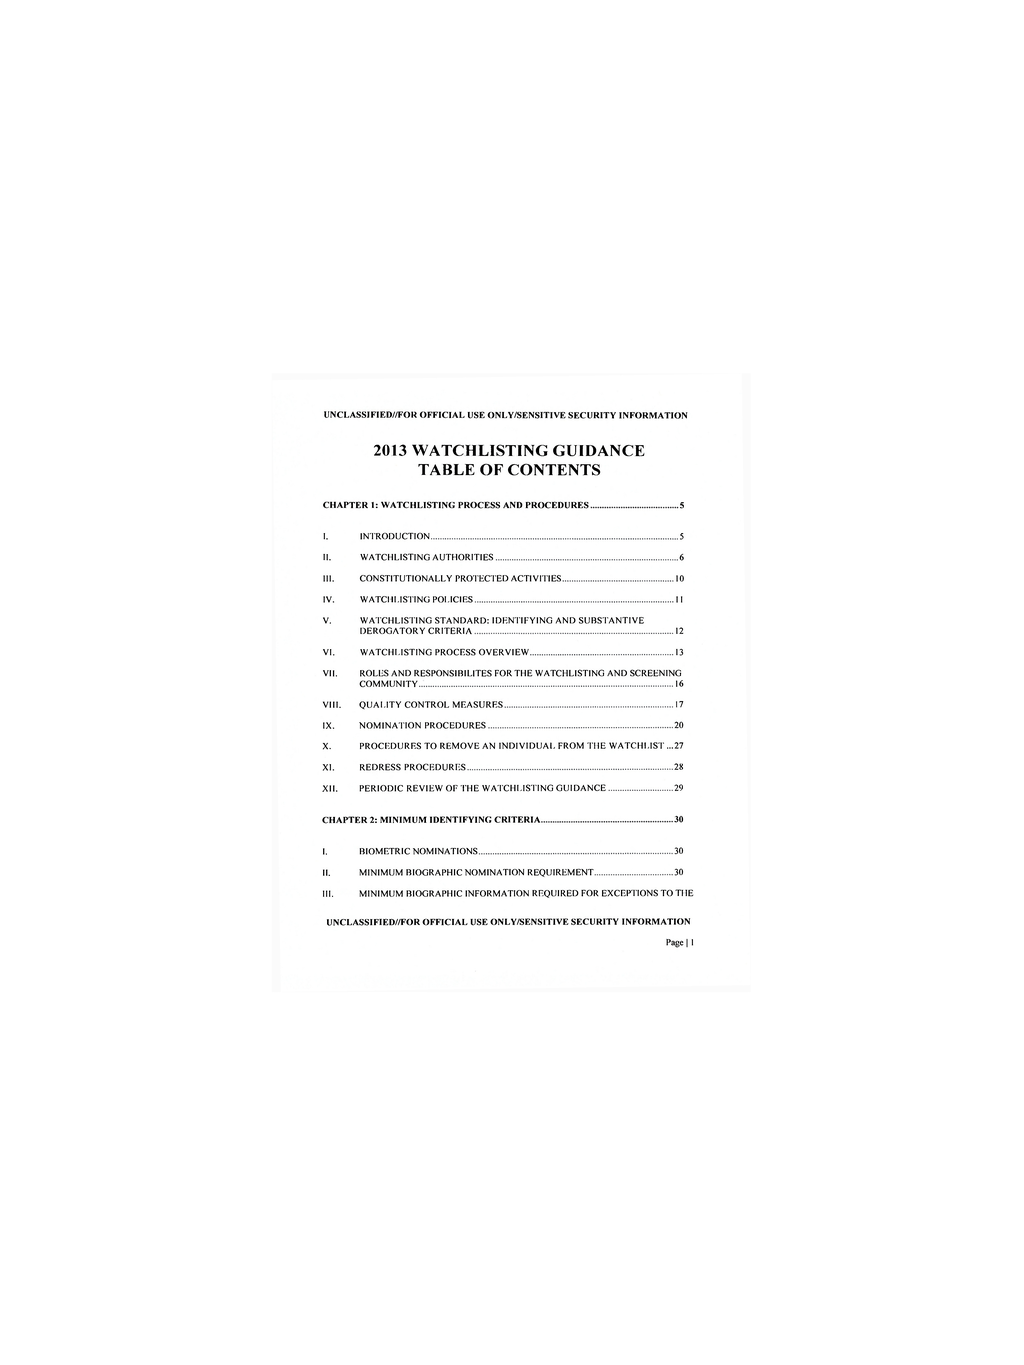 UNCLASSIFIED//FOR OFFICIAL USE ONLY/SENSITIVE SECURITY INFORMATION
2013 WATCHLISTING GUIDANCE
TABLE OF CONTENTS
CHAPTER 1: WATCHLISTING PROCESS AND PROCEDURES.......................................5
I. INTRODUCTION...........................................................................................................5
II. WATCHLISTING AUTHORITIES...............................................................................6
III. CONSTITUTIONALLY PROTECTED ACTIVITIES................................................10
IV. WATCHLISTING POLICIES......................................................................................11
V. WATCHLISTING STANDARD: IDENTIFYING AND SUBSTANTIVE
DEROGATORY CRITERIA......................................................................................12
VI. WATCHLISTING PROCESS OVERVIEW..............................................................13
VII. ROLES AND RESPONSIBILITES FOR THE WATCHLISTING AND SCREENING
COMMUNITY..............................................................................................................16
VIII. QUALITY CONTROL MEASURES.........................................................................17
IX. NOMINATION PROCEDURES................................................................................20
X. PROCEDURES TO REMOVE AN INDIVIDUAL FROM THE WATCHLIST...27
XI. REDRESS PROCEDURES.........................................................................................28
XII. PERIODIC REVIEW OF THE WATCHLISTING GUIDANCE............................29
CHAPTER 2: MINIMUM IDENTIFYING CRITERIA.........................................................30
I. BIOMETRIC NOMINATIONS....................................................................................30
II. MINIMUM BIOGRAPHIC NOMINATION REQUIREMENT..................................30
III. MINIMUM BIOGRAPHIC INFORMATION REQUIRED FOR EXCEPTIONS TO THE
UNCLASSIFIED//FOR OFFICIAL USE ONLY/SENSITIVE SECURITY INFORMATION
Page | 1